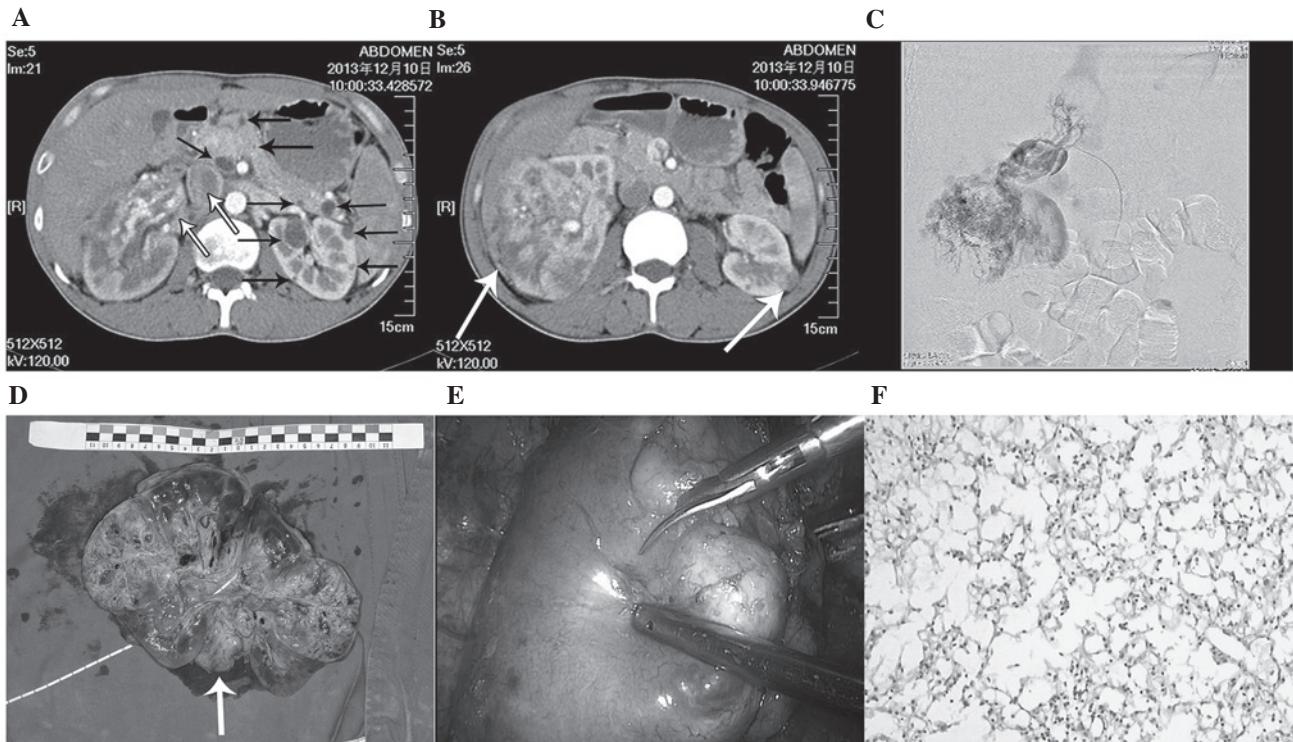 A
B
C
Se:5
Im:21
ABDOMEN
2013年12月10日
10:00:33.428572
[R]
15cm
512X512
kV:120.00
Se:5
Im:26
ABDOMEN
2013年12月10日
10:00:33.946775
[R]
15cm
512X512
kV:120.00
D
E
F